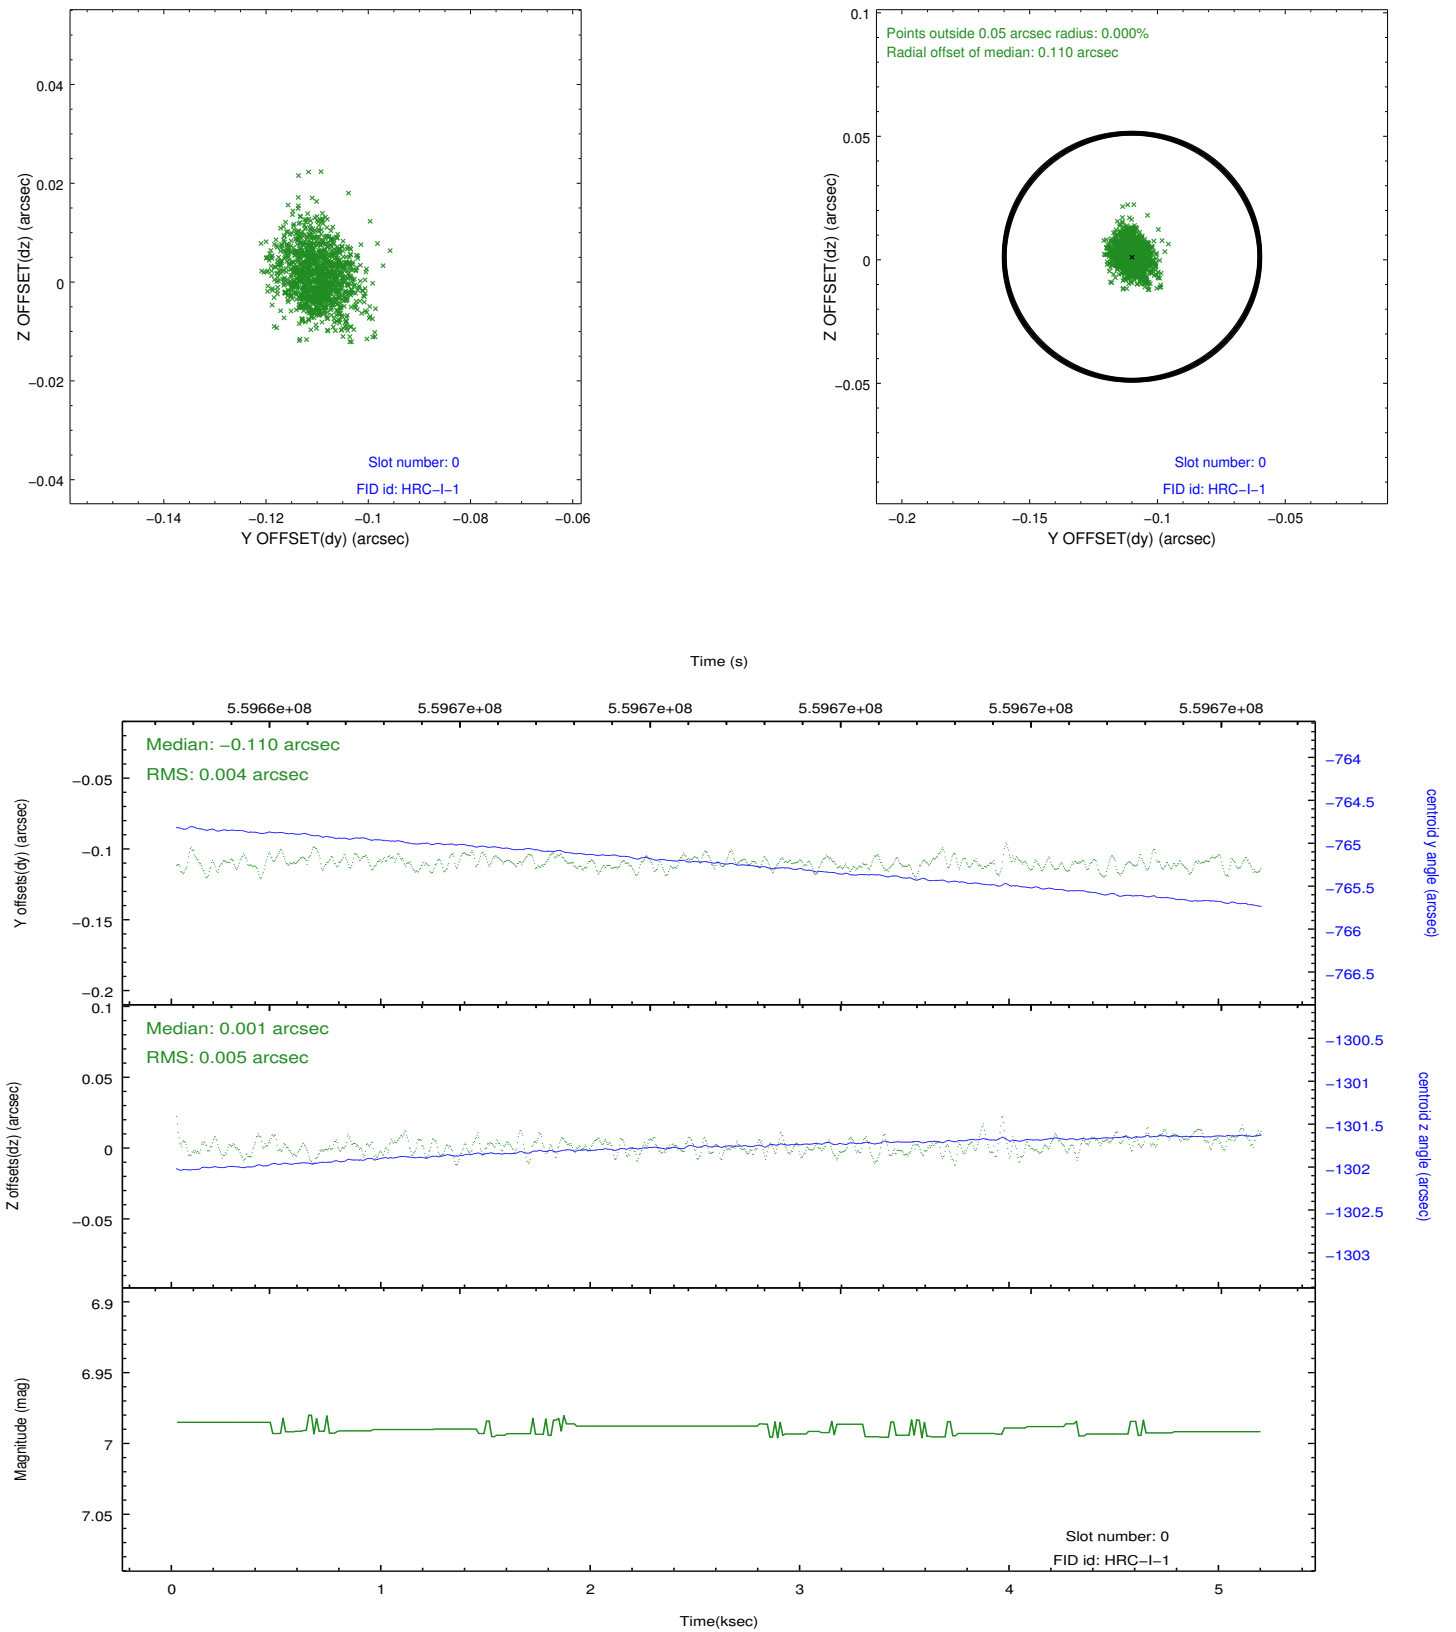 0.04
0.02
0
−0.02
−0.04
Z OFFSET(dz) (arcsec)
Slot number: 0
FID id: HRC−I−1
−0.14 −0.12 −0.1 −0.08 −0.06
Y OFFSET(dy) (arcsec)
0.1
0.05
0
−0.05
Z OFFSET(dz) (arcsec)
Points outside 0.05 arcsec radius: 0.000%
Radial offset of median: 0.110 arcsec
Slot number: 0
FID id: HRC−I−1
−0.2 −0.15 −0.1 −0.05
Y OFFSET(dy) (arcsec)
Time (s)
5.5966e+08 5.5967e+08 5.5967e+08 5.5967e+08 5.5967e+08 5.5967e+08
Median: −0.110 arcsec
RMS: 0.004 arcsec
−0.05
−0.1
−0.15
−0.2
Y offsets(dy) (arcsec)
−764
−764.5
−765
−765.5
−766
−766.5
centroid y angle (arcsec)
Median: 0.001 arcsec
RMS: 0.005 arcsec
0.1
0.05
0
−0.05
Z offsets(dz) (arcsec)
−1300.5
−1301
−1301.5
−1302
−1302.5
−1303
centroid z angle (arcsec)
6.9
6.95
7
7.05
Magnitude (mag)
Slot number: 0
FID id: HRC−I−1
0 1 2 3 4 5
Time(ksec)